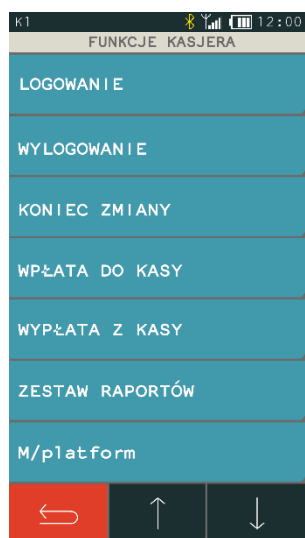 K1 12:00
FUNKCJE KASJERA
LOGOWANIE
WYLOGOWANIE
KONIEC ZMIANY
WPŁATA DO KASY
WYPŁATA Z KASY
ZESTAW RAPORTÓW
M/platform